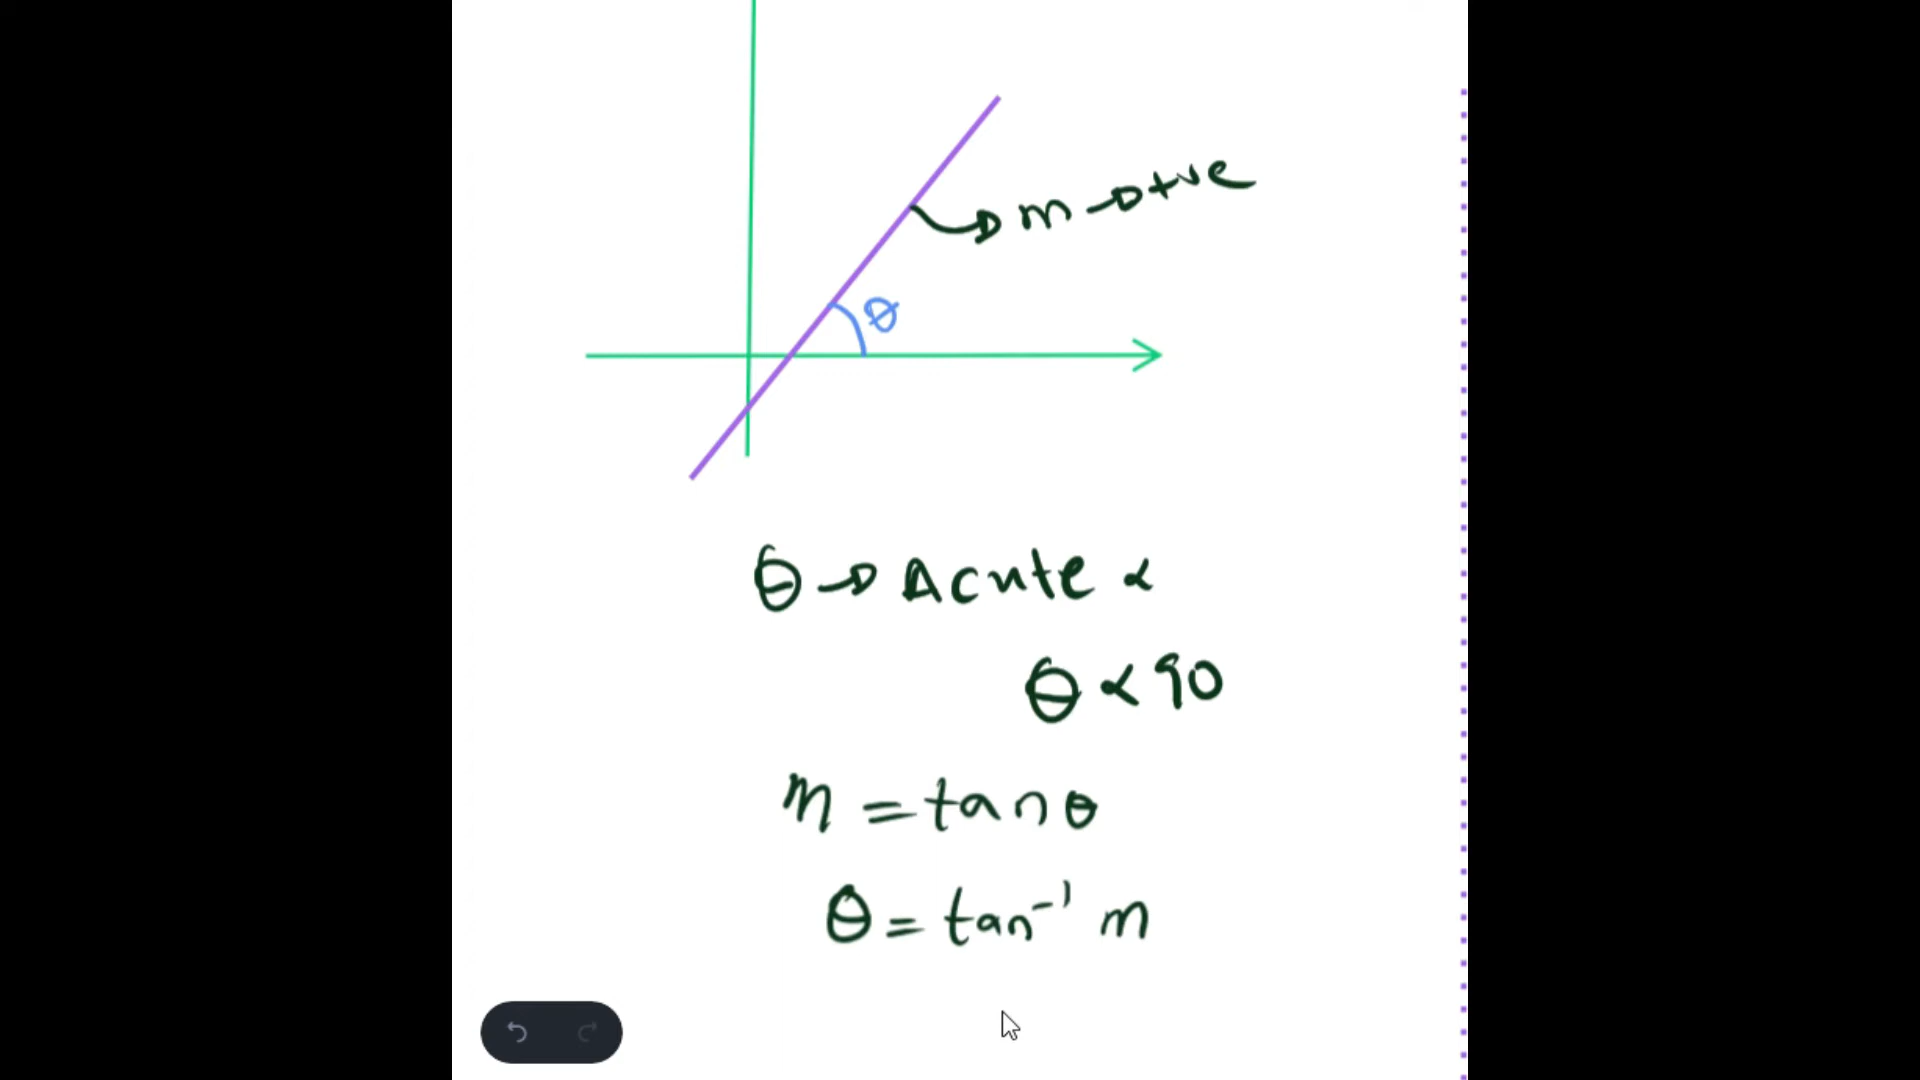 m → +ve
θ
θ → Acute ∠
θ < 90
m = tan θ
θ = tan⁻¹ m